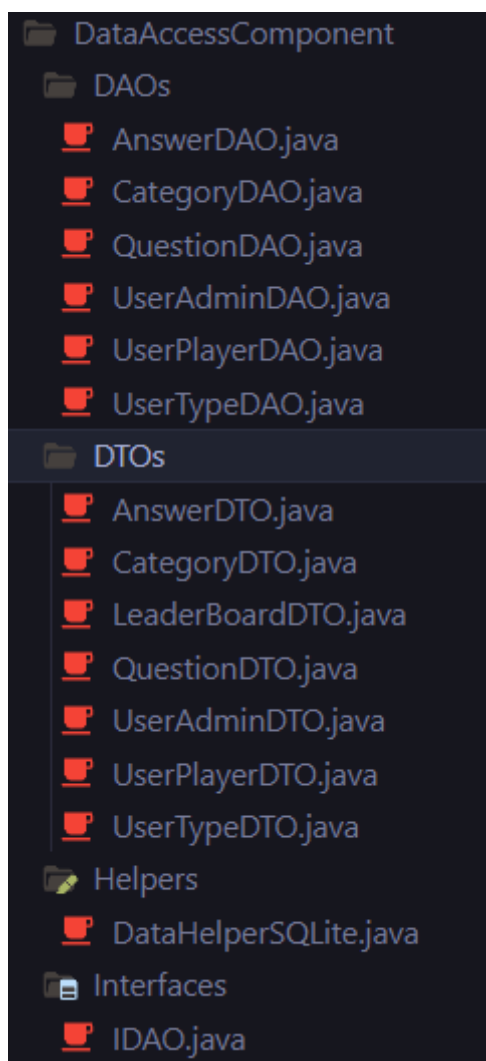 DataAccessComponent
DAOs
AnswerDAO.java
CategoryDAO.java
QuestionDAO.java
UserAdminDAO.java
UserPlayerDAO.java
UserTypeDAO.java
DTOs
AnswerDTO.java
CategoryDTO.java
LeaderBoardDTO.java
QuestionDTO.java
UserAdminDTO.java
UserPlayerDTO.java
UserTypeDTO.java
Helpers
DataHelperSQLite.java
Interfaces
IDAO.java